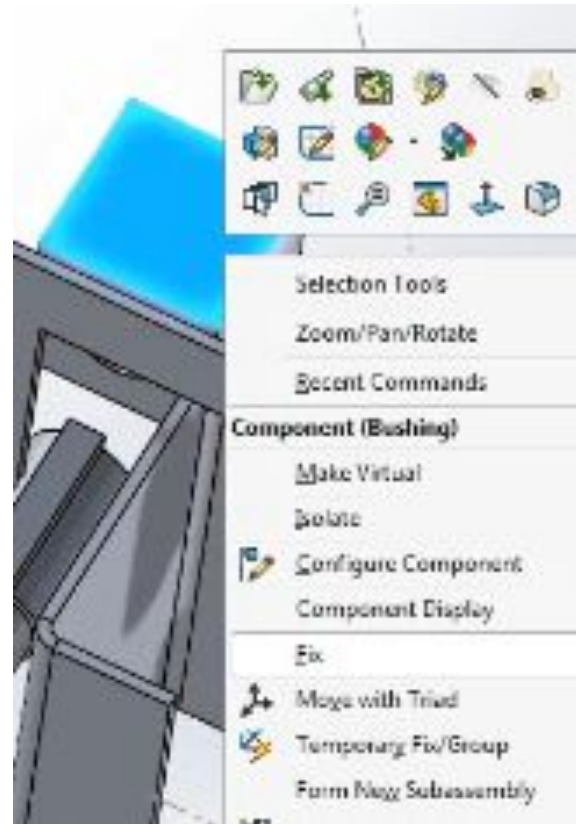 Selection Tools
Zoom/Pan/Rotate
Recent Commands
Component (Bushing)
Make Virtual
Isolate
Configure Component
Component Display
Fix
Move with Triad
Temporary Fix/Group
Form New Subassembly